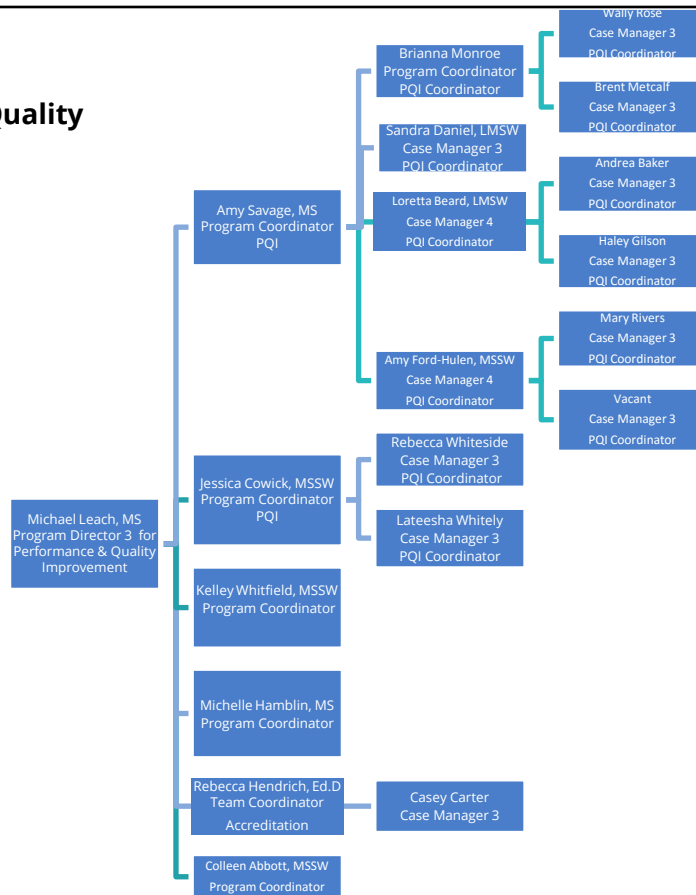 Quality
Wally Rose
Case Manager 3
PQI Coordinator
Brianna Monroe
Program Coordinator
PQI Coordinator
Brent Metcalf
Case Manager 3
PQI Coordinator
Sandra Daniel, LMSW
Case Manager 3
PQI Coordinator
Andrea Baker
Case Manager 3
PQI Coordinator
Amy Savage, MS
Program Coordinator
PQI
Loretta Beard, LMSW
Case Manager 4
PQI Coordinator
Haley Gilson
Case Manager 3
PQI Coordinator
Mary Rivers
Case Manager 3
PQI Coordinator
Amy Ford-Hulen, MSSW
Case Manager 4
PQI Coordinator
Vacant
Case Manager 3
PQI Coordinator
Rebecca Whiteside
Case Manager 3
PQI Coordinator
Jessica Cowick, MSSW
Program Coordinator
PQI
Lateesha Whitely
Case Manager 3
PQI Coordinator
Michael Leach, MS
Program Director 3 for
Performance & Quality
Improvement
Kelley Whitfield, MSSW
Program Coordinator
Michelle Hamblin, MS
Program Coordinator
Rebecca Hendrich, Ed.D
Team Coordinator
Accreditation
Casey Carter
Case Manager 3
Colleen Abbott, MSSW
Program Coordinator